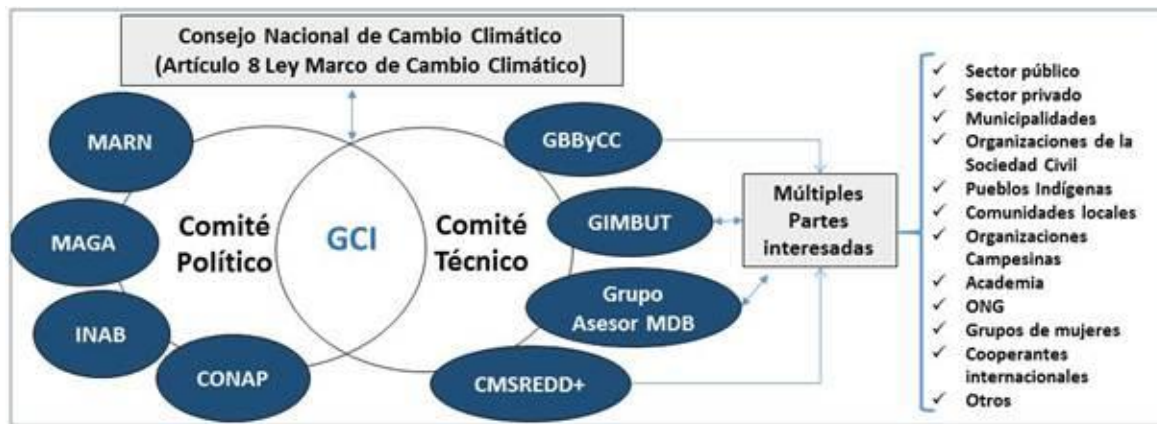 Consejo Nacional de Cambio Climático
(Artículo 8 Ley Marco de Cambio Climático)
MARN
MAGA
INAB
CONAP
Comité
Político
GCI
Comité
Técnico
GBByCC
GIMBUT
Grupo
Asesor MDB
CMSREDD+
Múltiples
Partes
interesadas
✓ Sector público
✓ Sector privado
✓ Municipalidades
✓ Organizaciones de la
Sociedad Civil
✓ Pueblos Indígenas
✓ Comunidades locales
✓ Organizaciones
Campesinas
✓ Academia
✓ ONG
✓ Grupos de mujeres
✓ Cooperantes
internacionales
✓ Otros